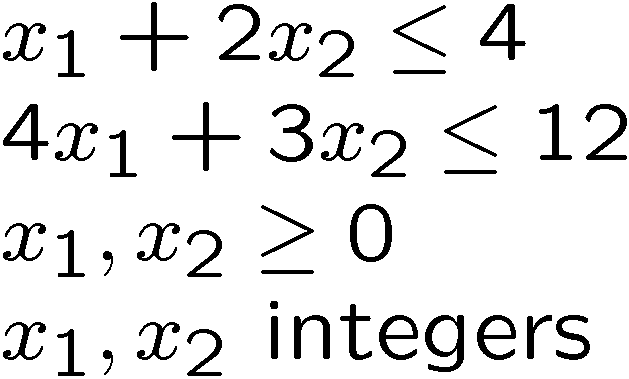 x₁ + 2x₂ ≤ 4
4x₁ + 3x₂ ≤ 12
x₁, x₂ ≥ 0
x₁, x₂ integers